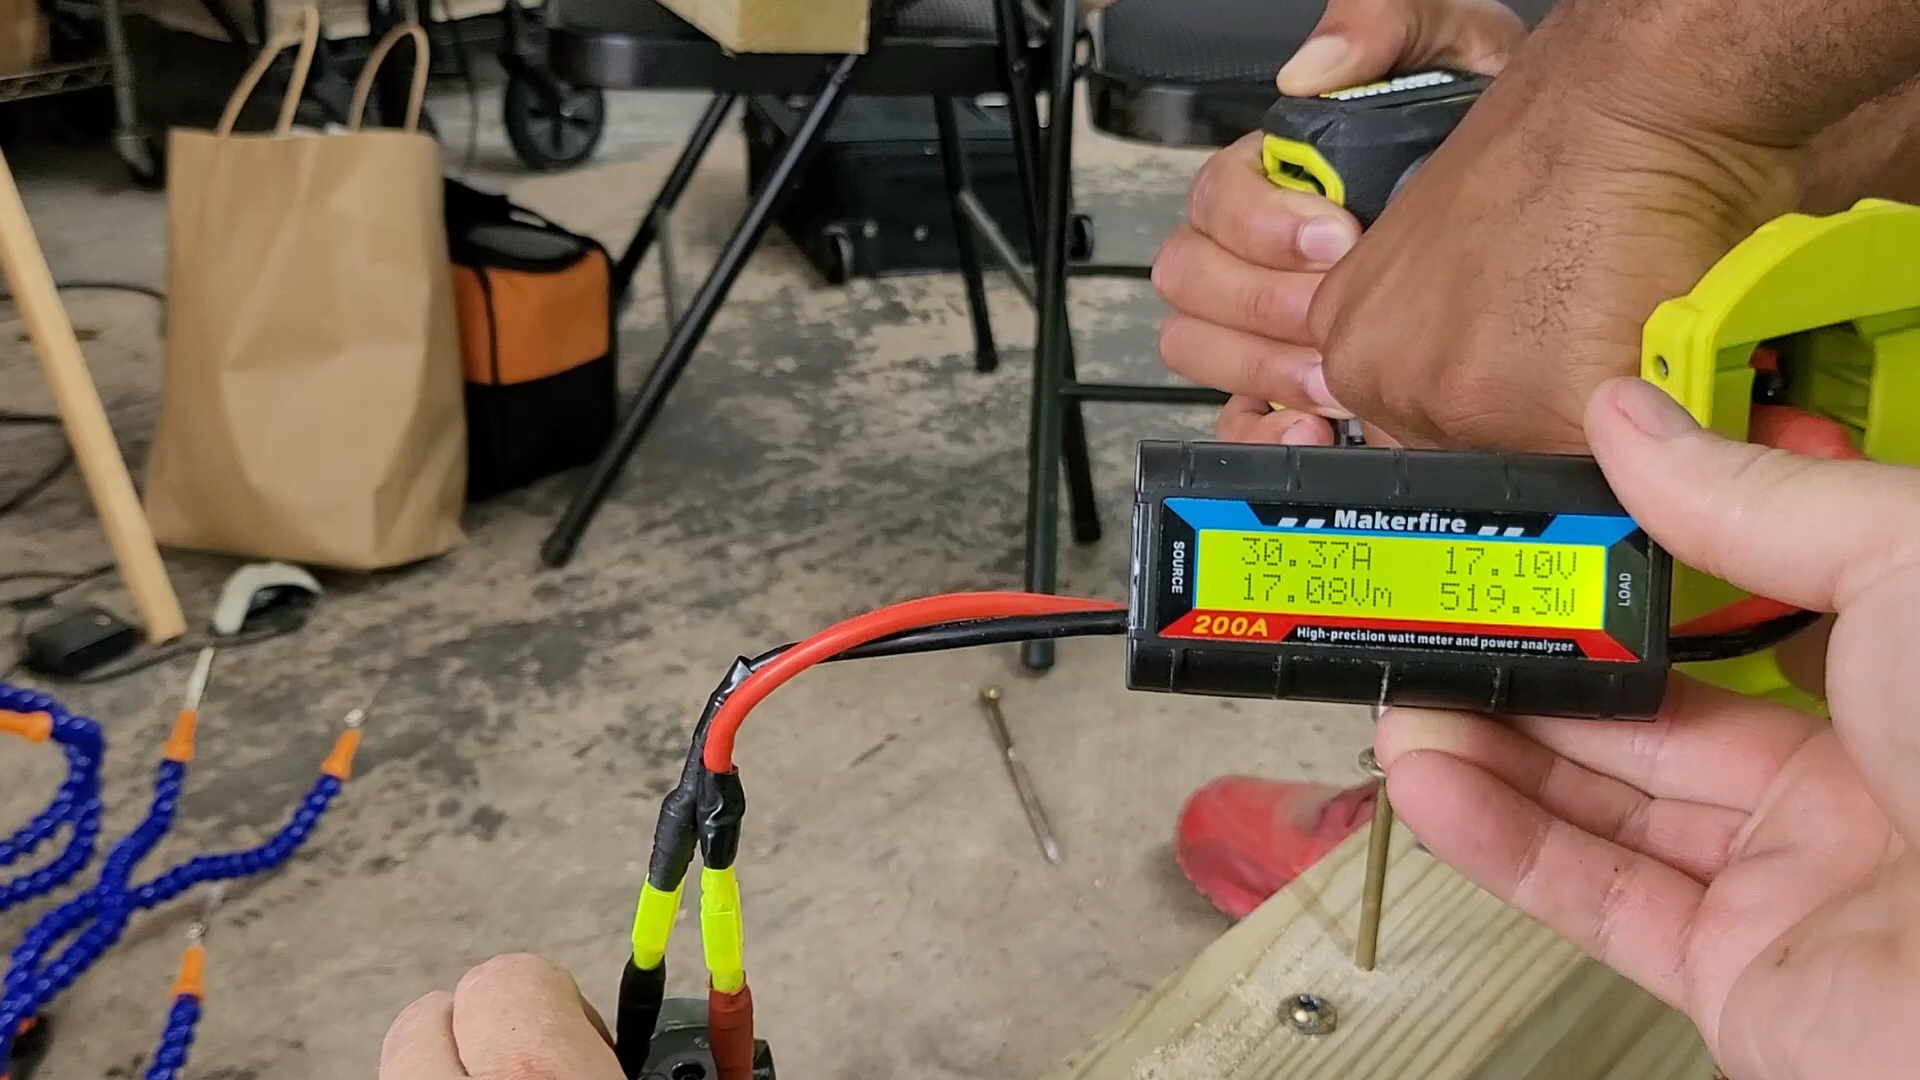 Makerfire
SOURCE
30.37A 17.10V
17.08Vm 519.3W
LOAD
200A High-precision watt meter and power analyzer